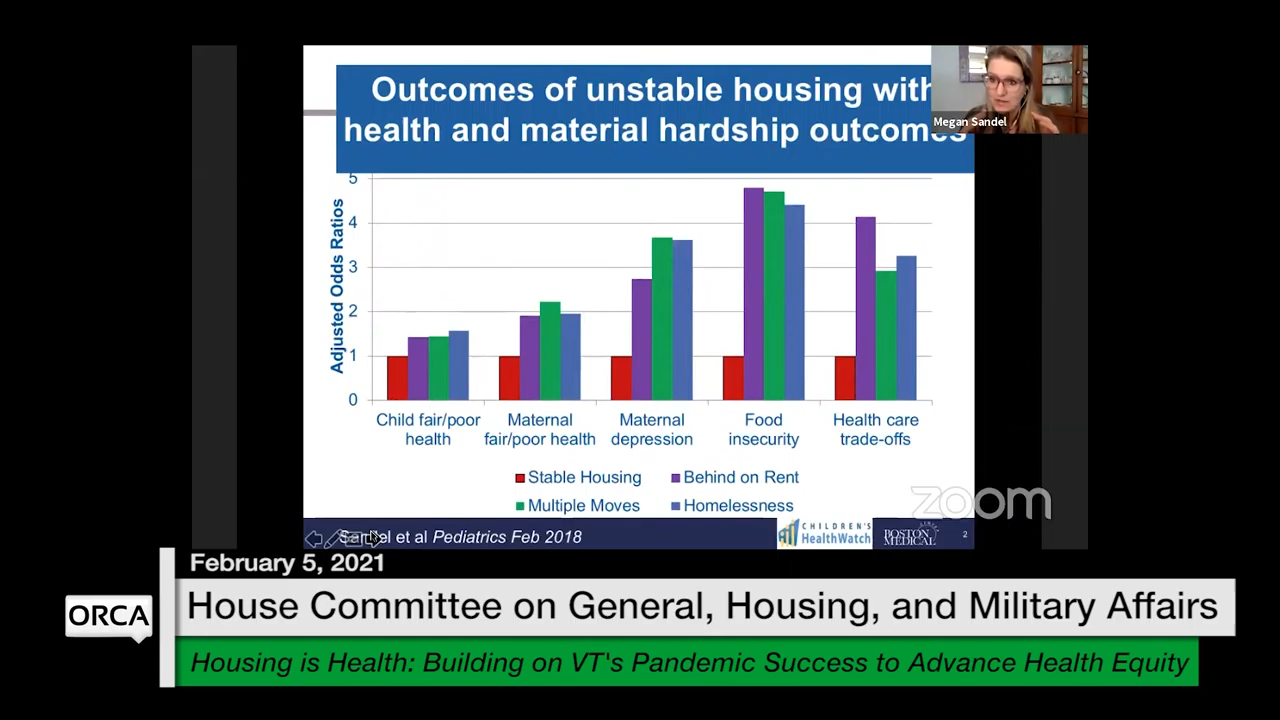 Outcomes of unstable housing with
health and material hardship outcomes
Megan Sandel
Adjusted Odds Ratios
5
4
3
2
1
0
Child fair/poor health
Maternal fair/poor health
Maternal depression
Food insecurity
Health care trade-offs
Stable Housing
Behind on Rent
Multiple Moves
Homelessness
zoom
Sandel et al Pediatrics Feb 2018
CHILDREN'S
HealthWatch
BOSTON
MEDICAL
2
February 5, 2021
ORCA
House Committee on General, Housing, and Military Affairs
Housing is Health: Building on VT's Pandemic Success to Advance Health Equity